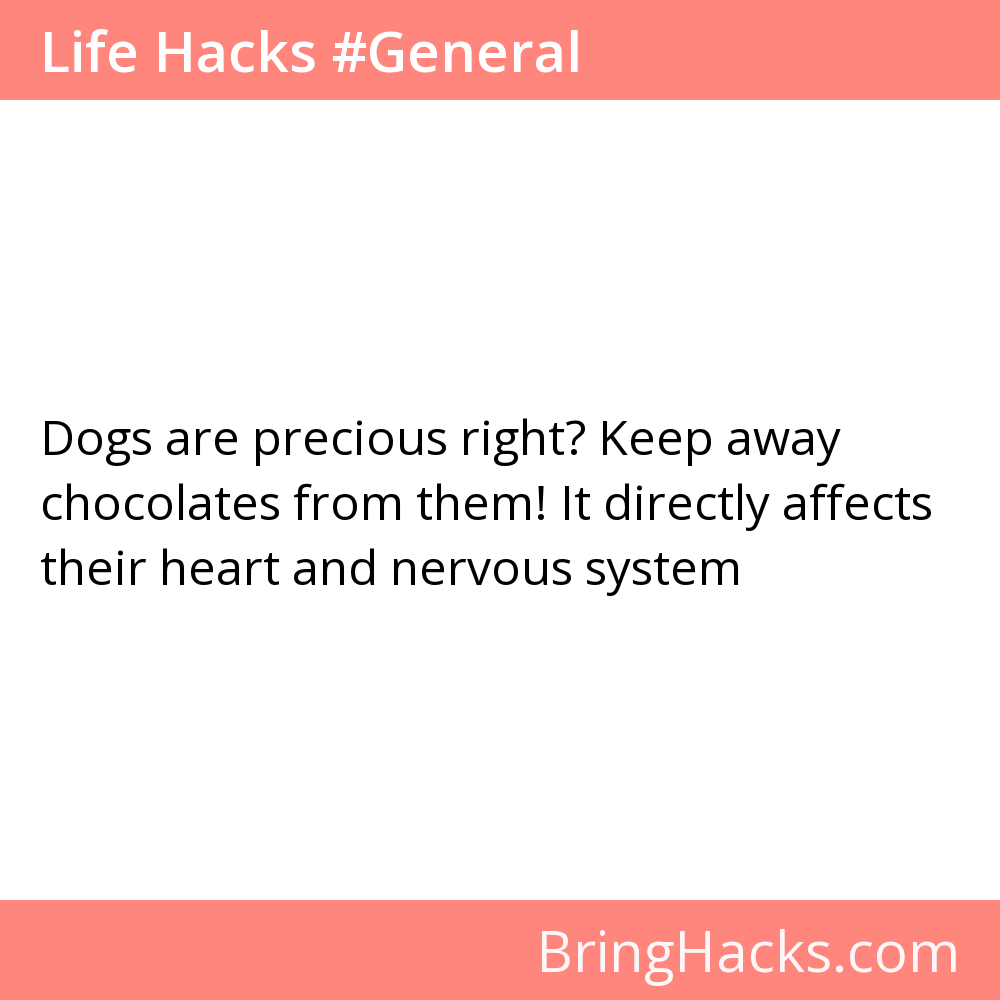 Life Hacks #General
Dogs are precious right? Keep away
chocolates from them! It directly affects
their heart and nervous system
BringHacks.com